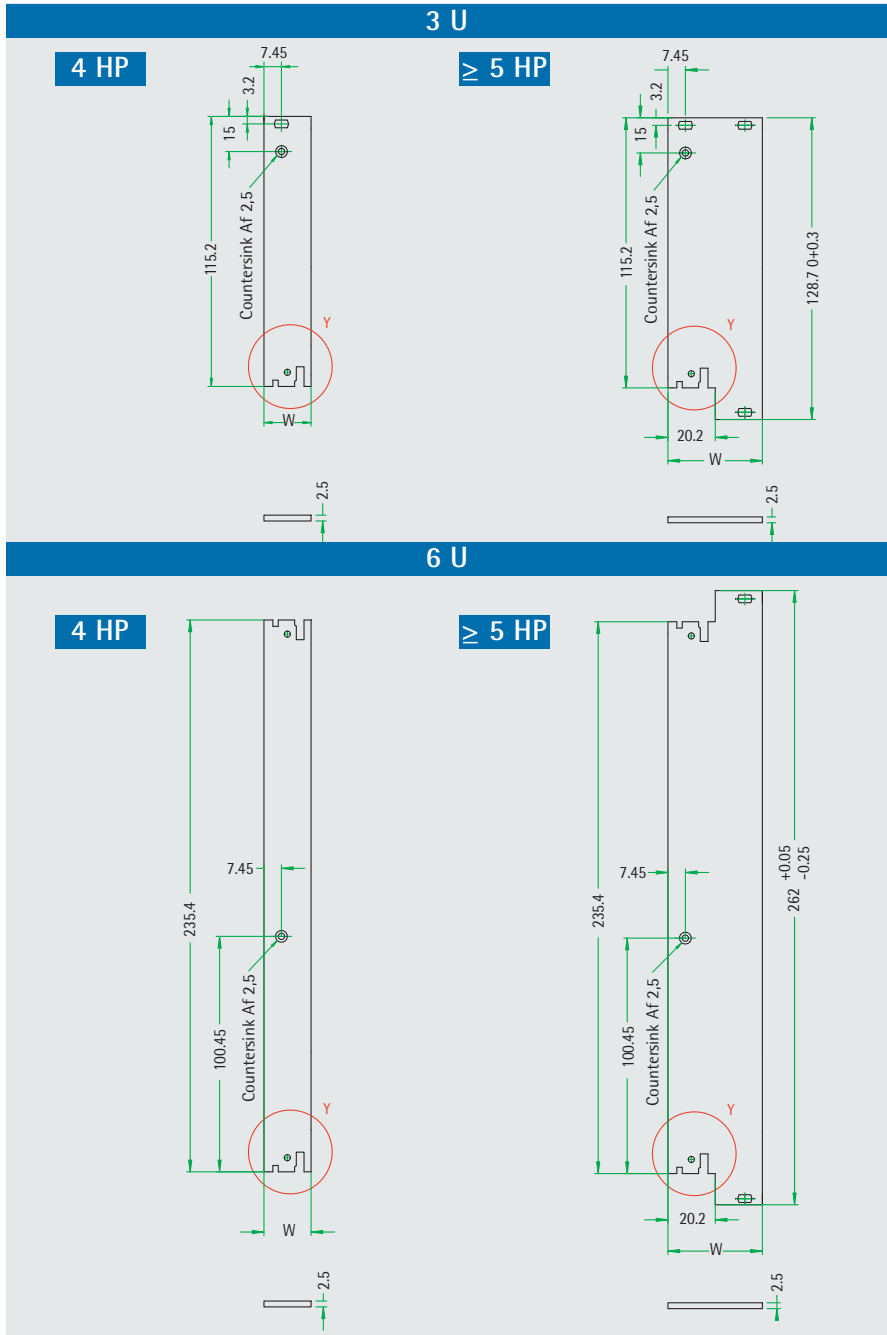 3 U
4 HP
7.45
3.2
15
115.2
Countersink Af 2,5
Y
W
2.5
≥ 5 HP
7.45
3.2
15
115.2
Countersink Af 2,5
128.7 0+0.3
Y
20.2
W
2.5
6 U
4 HP
235.4
7.45
100.45
Countersink Af 2,5
Y
W
2.5
≥ 5 HP
235.4
7.45
100.45
Countersink Af 2,5
262 +0.05 -0.25
Y
20.2
W
2.5